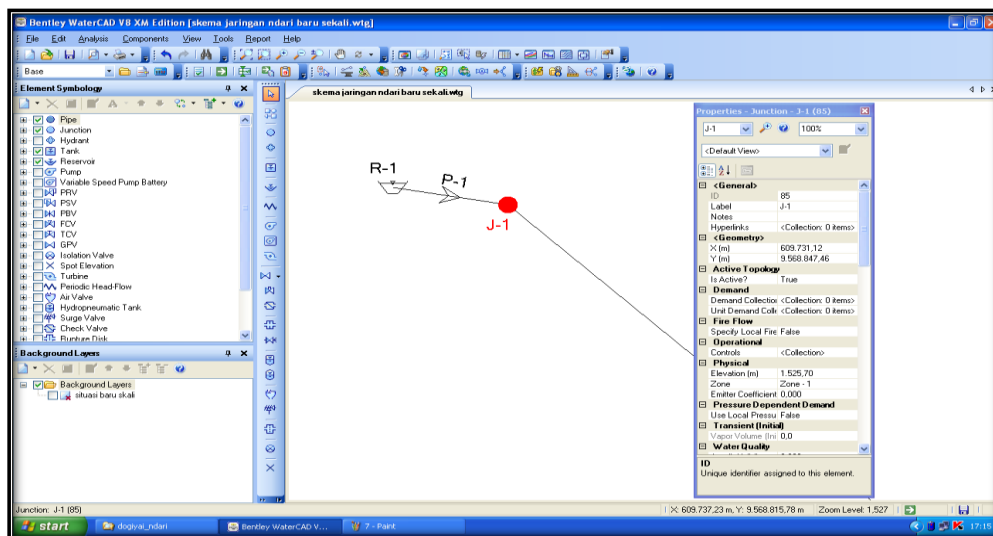 Bentley WaterCAD V8 XM Edition [skema jaringan ndari baru sekali.wtg]
File Edit Analysis Components View Tools Report Help
Base
Element Symbology
Pipe
Junction
Hydrant
Tank
Reservoir
Pump
Variable Speed Pump Battery
PRV
PSV
PBV
FCV
TCV
GPV
Isolation Valve
Spot Elevation
Turbine
Periodic Head-Flow
Air Valve
Hydropneumatic Tank
Surge Valve
Check Valve
Rupture Disk
Background Layers
Background Layers
situasi baru skali
skema jaringan ndari baru sekali.wtg
R-1
P-1
J-1
Properties - Junction - J-1 (85)
J-1 100%
<Default View>
<General>
ID 85
Label J-1
Notes
Hyperlinks <Collection: 0 items>
<Geometry>
X (m) 609.731,12
Y (m) 9.568.847,46
Active Topology
Is Active? True
Demand
Demand Collection <Collection: 0 items>
Unit Demand Colle <Collection: 0 items>
Fire Flow
Specify Local Fire False
Operational
Controls <Collection>
Physical
Elevation (m) 1.525,70
Zone Zone - 1
Emitter Coefficient 0,000
Pressure Dependent Demand
Use Local Pressu False
Transient (Initial)
Vapor Volume (Ini 0,0
Water Quality
ID
Unique identifier assigned to this element.
Junction: J-1 (85)
X: 609.737,23 m, Y: 9.568.815,78 m Zoom Level: 1,527
start dogiyai_ndari Bentley WaterCAD V... 7 - Paint 17:15